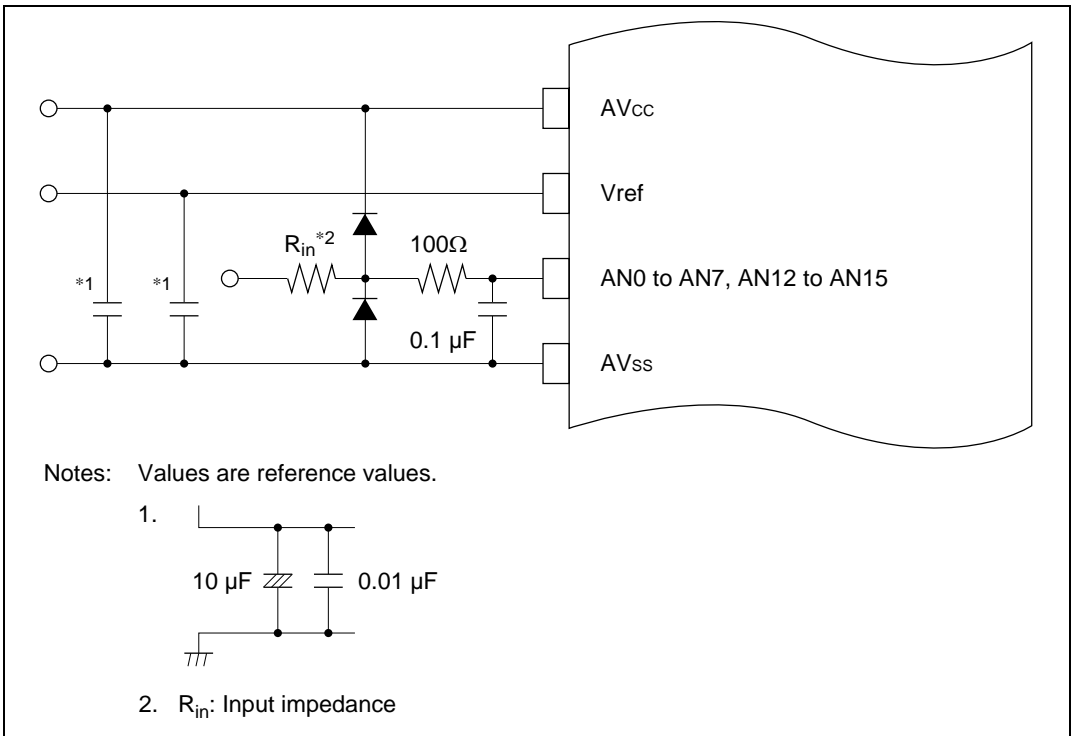 AVcc
Vref
Rin*2
100Ω
*1
*1
AN0 to AN7, AN12 to AN15
0.1 µF
AVss
Notes: Values are reference values.
1.
10 µF
0.01 µF
2. Rin: Input impedance